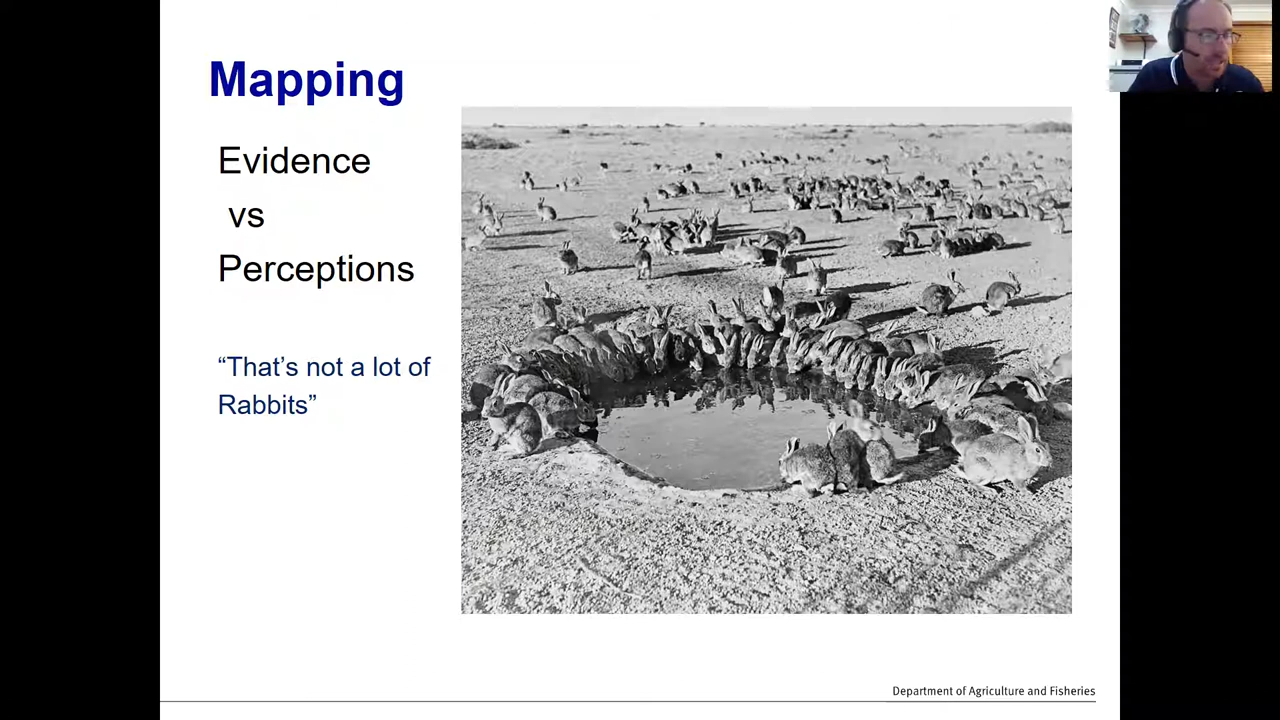 Mapping
Evidence
vs
Perceptions
“That’s not a lot of
Rabbits”
Department of Agriculture and Fisheries